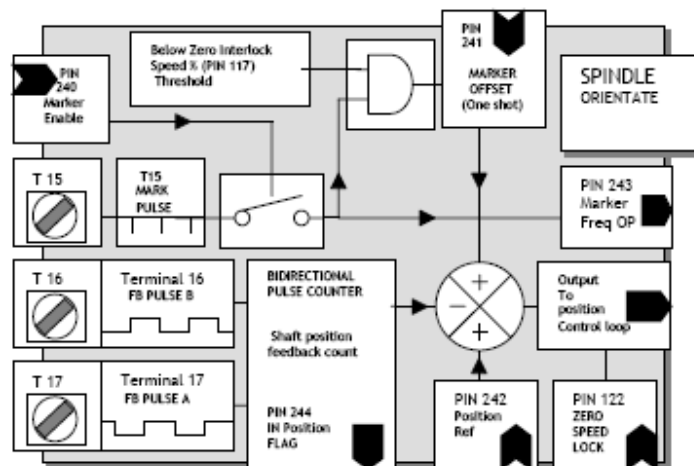 PIN
240
Marker
Enable
Below Zero Interlock
Speed % (PIN 117)
Threshold
PIN
241
MARKER
OFFSET
(One shot)
SPINDLE
ORIENTATE
T 15
T15
MARK
PULSE
PIN 243
Marker
Freq OP
T 16
Terminal 16
FB PULSE B
BIDIRECTIONAL
PULSE COUNTER
Shaft position
feedback count
PIN 244
IN Position
FLAG
+
−
+
Output
To
position
Control loop
T 17
Terminal 17
FB PULSE A
PIN 242
Position
Ref
PIN 122
ZERO
SPEED
LOCK